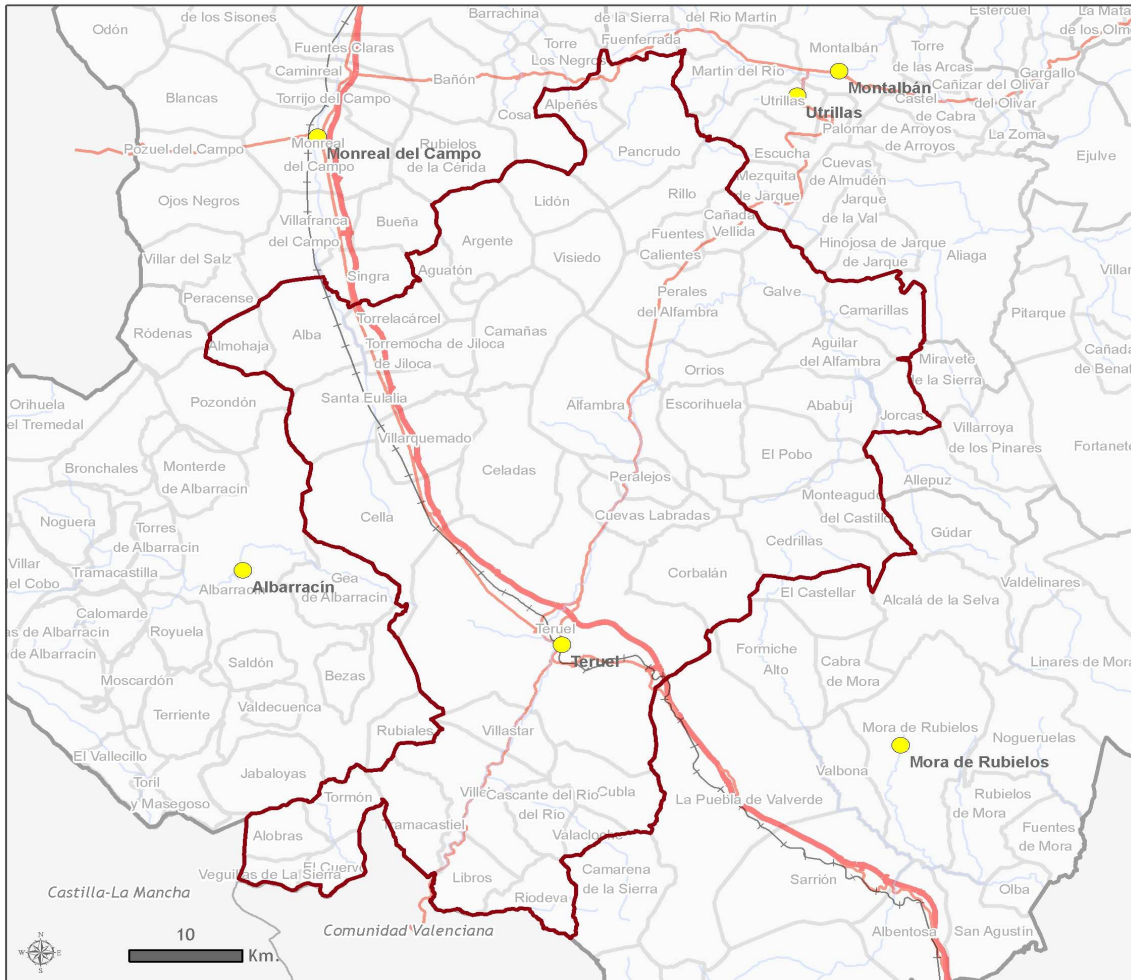 Odón
de los Sisones
Barrachina
de la Sierra
del Rio Martín
Estercuel
La Mata
de los Olmo
Fuentes Claras
Torre
Los Negros
Fuenferrada
Montalbán
Torre
de las Arcas
Caminreal
Bañón
Martin del Río
Montalbán
Gargallo
Cañizar del Olivar
Blancas
Torrijo del Campo
Cosa
Alpeñés
Utrillas
Utrillas
Castel
de Cabra
del Olivar
Palomar de Arroyos
de Arroyos
La Zoma
Pozuel del Campo
Monreal
del Campo
Monreal del Campo
Rubielos
de la Cérida
Pancrudo
Escucha
Cuevas
de Almudén
Ejulve
Mezquita
de Jarque
Ojos Negros
Lidón
Rillo
Jarque
de la Val
Villafranca
del Campo
Bueña
Argente
Fuentes
Calientes
Cañada
Vellida
Hinojosa de Jarque
de Jarque
Aliaga
Villar del Salz
Singra
Aguatón
Visiedo
Villar
Peracense
Perales
del Alfambra
Galve
Camarillas
Pitarque
Ródenas
Almohaja
Alba
Torrelacárcel
Torremocha de Jiloca
de Jiloca
Camañas
Aguilar
del Alfambra
Miravete
de la Sierra
Cañada
de Benat
Orihuela
el Tremedal
Pozondón
Santa Eulalia
Orrios
Alfambra
Escorihuela
Ababuj
Jorcas
Villarroya
de los Pinares
Fortanete
Bronchales
Monterde
de Albarracín
Villarquemado
Celadas
El Pobo
Allepuz
Peralejos
Noguera
Torres
de Albarracín
Cella
Cuevas Labradas
Monteagudo
del Castillo
Gúdar
Villar
del Cobo
Tramacastilla
Albarracín
Albarracín
Gea
de Albarracín
Corbalán
Cedrillas
Valdelinares
El Castellar
Alcalá de la Selva
Calomarde
as de Albarracín
de Albarracín
Royuela
Teruel
Teruel
Formiche
Alto
Cabra
de Mora
Linares de Mora
Saldón
Moscardón
Bezas
Valdecuenca
Terriente
Rubiales
Villastar
Mora de Rubielos
Mora de Rubielos
Nogueruelas
El Vallecillo
Toril
y Masegoso
Jabaloyas
Tormón
Ville
Cascante del Río
del Río
Cubla
La Puebla de Valverde
Valbona
Rubielos
de Mora
Alobras
Tramacastiel
Valacloche
Fuentes
de Mora
El Cuervo
Veguillas de La Sierra
Libros
Riodeva
Camarena
de la Sierra
Sarrión
Olba
Castilla-La Mancha
Comunidad Valenciana
Albentosa
San Agustín
N
W
E
S
10
Km.